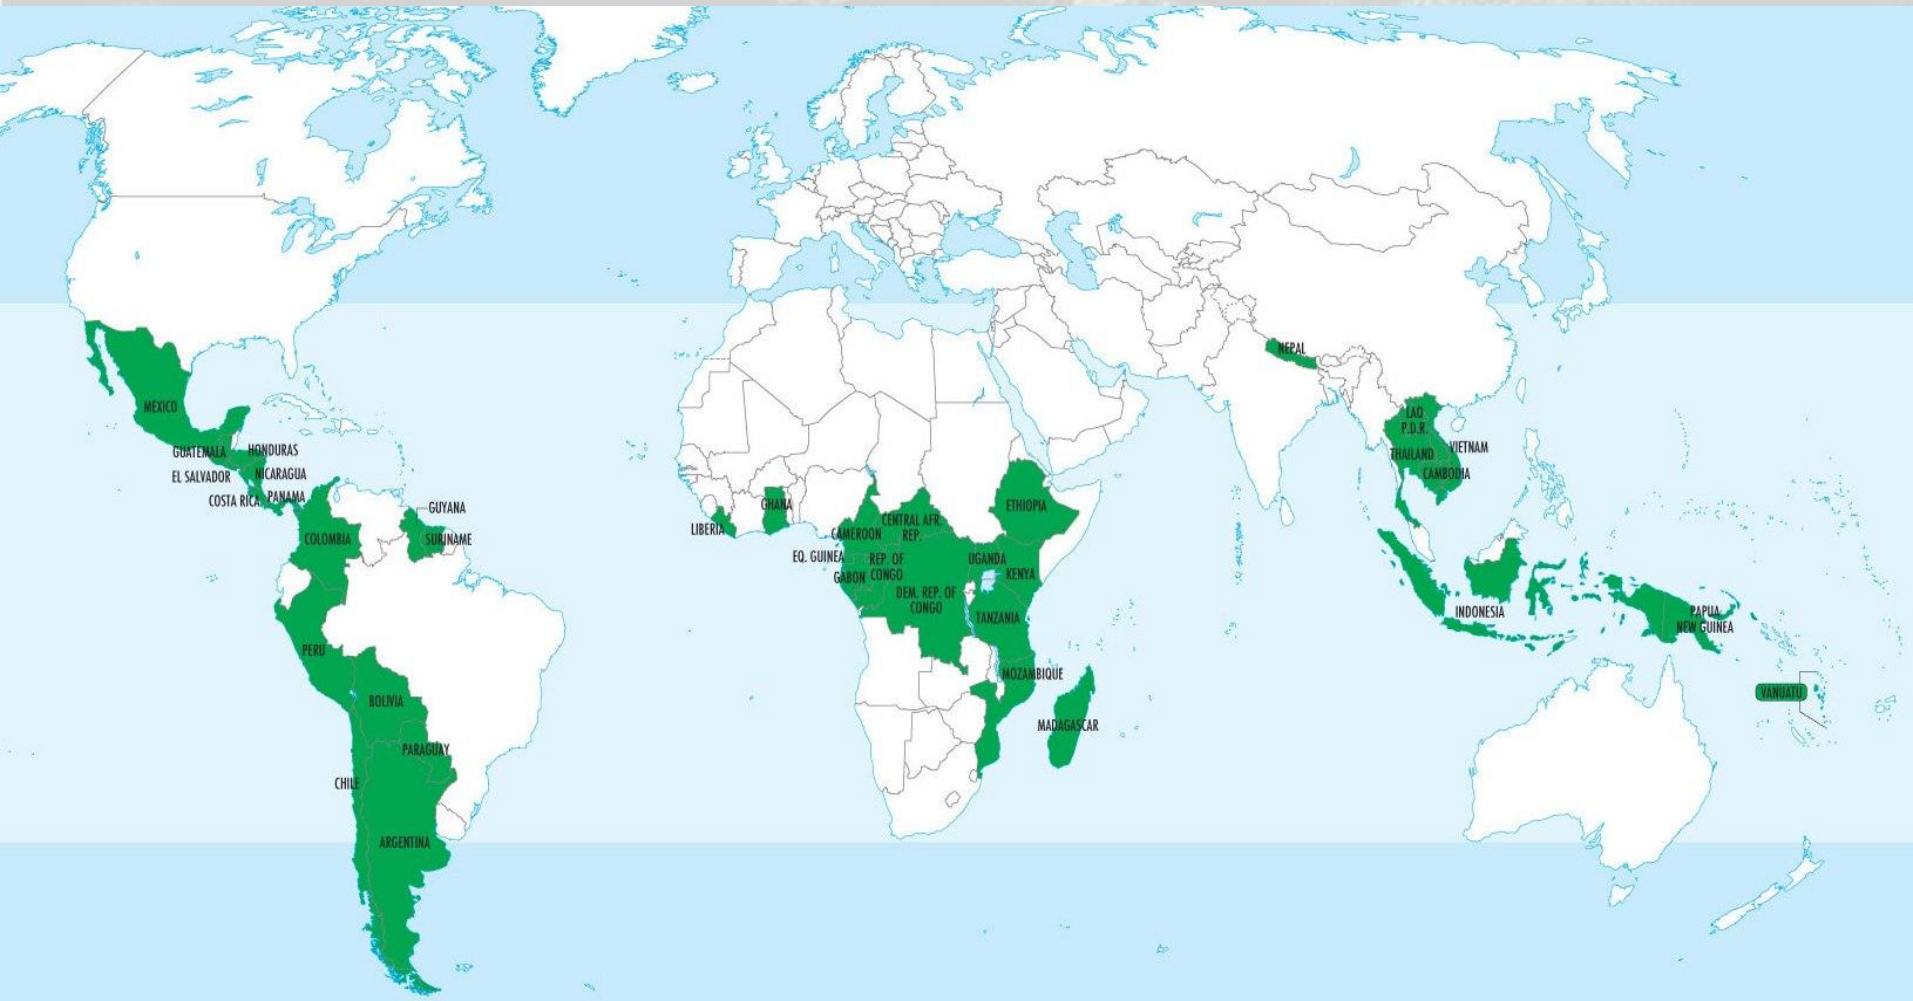 MEXICO
GUATEMALA
HONDURAS
EL SALVADOR
NICARAGUA
COSTA RICA
PANAMA
GUYANA
COLOMBIA
SURINAME
PERU
BOLIVIA
PARAGUAY
CHILE
ARGENTINA
LIBERIA
GHANA
CAMEROON
CENTRAL AFR.
REP.
ETHIOPIA
EQ. GUINEA
REP. OF
CONGO
GABON
UGANDA
KENYA
DEM. REP. OF
CONGO
TANZANIA
MOZAMBIQUE
MADAGASCAR
NEPAL
LAO
P.D.R.
THAILAND
VIETNAM
CAMBODIA
INDONESIA
PAPUA
NEW GUINEA
VANUATU